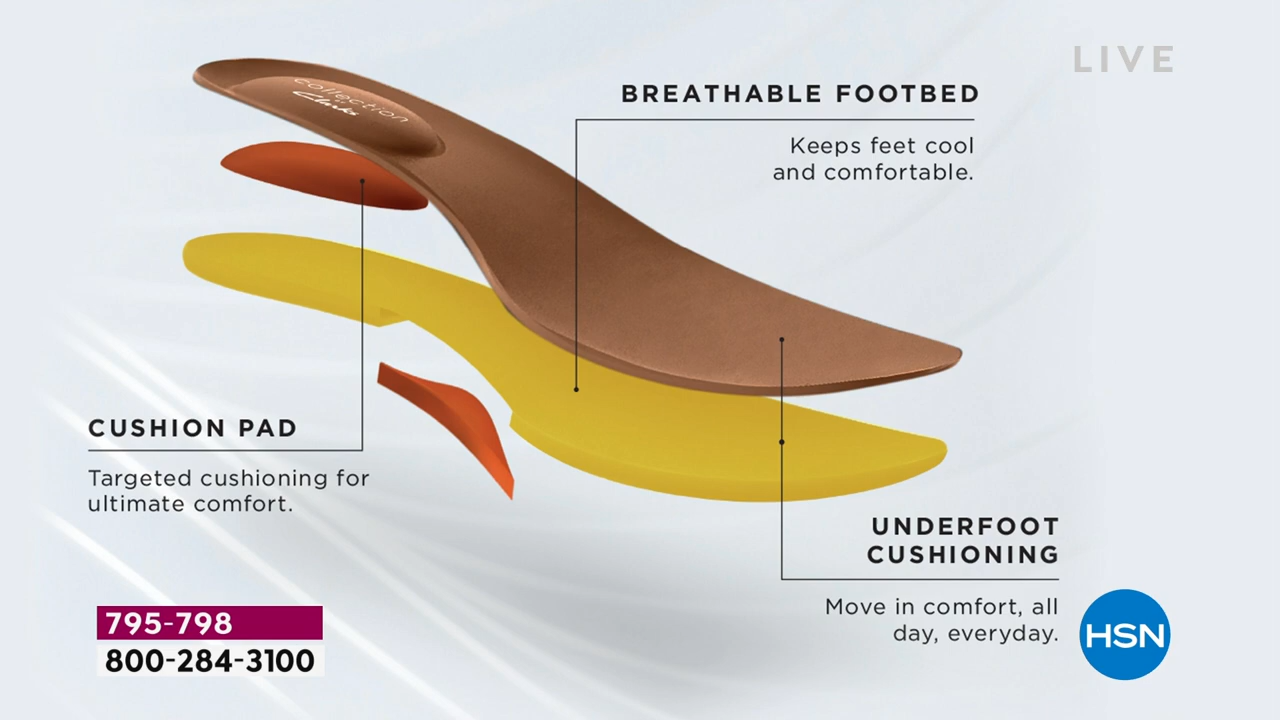 LIVE
collection
Clarks
BREATHABLE FOOTBED
Keeps feet cool
and comfortable.
CUSHION PAD
Targeted cushioning for
ultimate comfort.
UNDERFOOT
CUSHIONING
Move in comfort, all
day, everyday.
795-798
800-284-3100
HSN